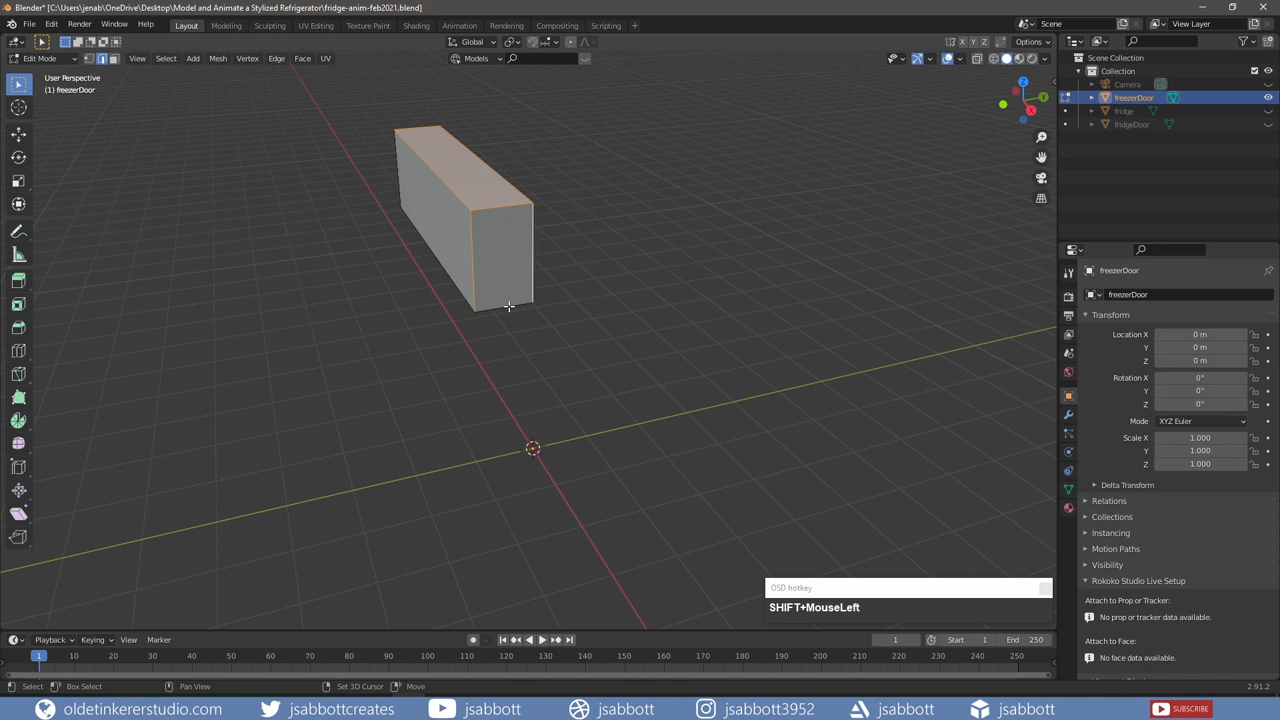 Blender* [C:\Users\jenab\OneDrive\Desktop\Model and Animate a Stylized Refrigerator\fridge-anim-feb2021.blend]
File Edit Render Window Help Layout Modeling Sculpting UV Editing Texture Paint Shading Animation Rendering Compositing Scripting Scene View Layer
Global X Y Z Options
Edit Mode View Select Add Mesh Vertex Edge Face UV Models
User Perspective
(1) freezerDoor
Z
Y
X
Scene Collection
Collection
Camera
freezerDoor
fridge
fridgeDoor
freezerDoor
freezerDoor
Transform
Location X 0 m
Y 0 m
Z 0 m
Rotation X 0°
Y 0°
Z 0°
Mode XYZ Euler
Scale X 1.000
Y 1.000
Z 1.000
Delta Transform
Relations
Collections
Instancing
Motion Paths
Visibility
Rokoko Studio Live Setup
Attach to Prop or Tracker:
No prop or tracker data available.
Attach to Face:
No face data available.
OSD hotkey
SHIFT+MouseLeft
Playback Keying View Marker 1 Start 1 End 250
1 10 20 30 40 50 60 70 80 90 100 110 120 130 140 150 160 170 180 190 200 210 220 230 240 250
Select Box Select Pan View Set 3D Cursor Move 2.91.2
oldetinkererstudio.com jsabbottcreates jsabbott jsabbott jsabbott3952 jsabbott jsabbott SUBSCRIBE